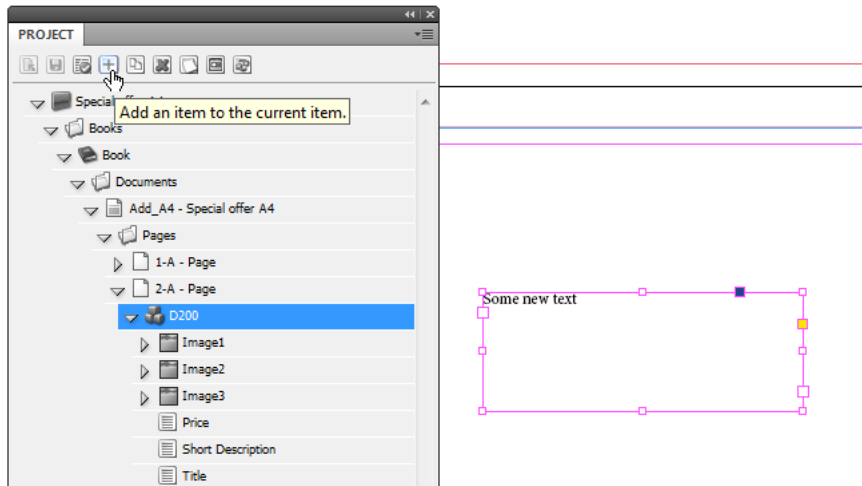 PROJECT
Special
Add an item to the current item.
Books
Book
Documents
Add_A4 - Special offer A4
Pages
1-A - Page
2-A - Page
D200
Image1
Image2
Image3
Price
Short Description
Title
Some new text